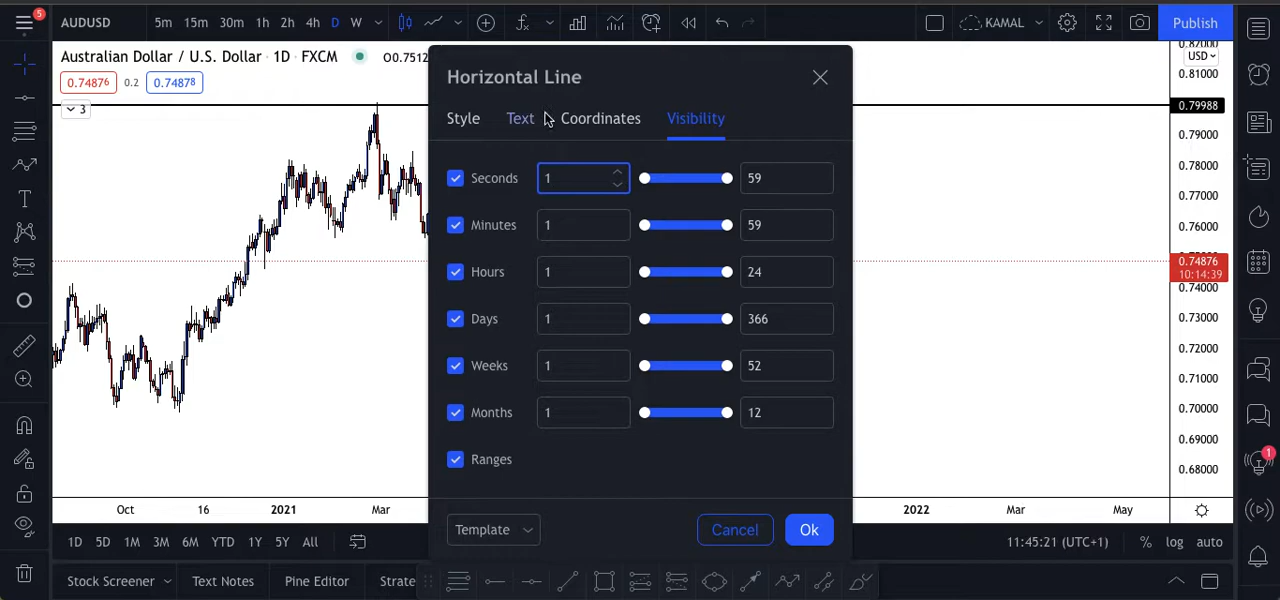 5
AUDUSD
5m 15m 30m 1h 2h 4h D W
KAMAL
Publish
Australian Dollar / U.S. Dollar · 1D · FXCM
O0.7512
0.74876 0.2 0.74878
3
Horizontal Line
Style Text Coordinates Visibility
Seconds 1 59
Minutes 1 59
Hours 1 24
Days 1 366
Weeks 1 52
Months 1 12
Ranges
Template
Cancel
Ok
0.82000
USD
0.81000
0.79988
0.79000
0.78000
0.77000
0.76000
0.74876
10:14:39
0.74000
0.73000
0.72000
0.71000
0.70000
0.69000
0.68000
1
Oct 16 2021 Mar 2022 Mar May
1D 5D 1M 3M 6M YTD 1Y 5Y All
11:45:21 (UTC+1) % log auto
Stock Screener Text Notes Pine Editor Strate